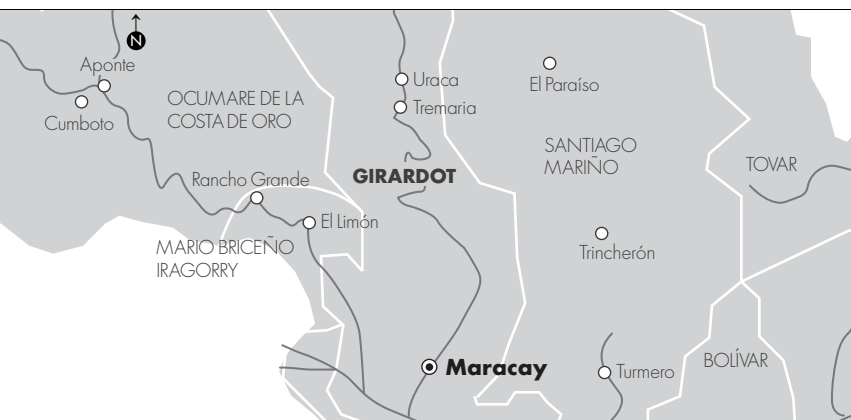 N
Aponte
Cumboto
OCUMARE DE LA
COSTA DE ORO
Uraca
Tremaria
El Paraíso
SANTIAGO
MARIÑO
TOVAR
Rancho Grande
GIRARDOT
El Limón
MARIO BRICEÑO
IRAGORRY
Trincherón
Maracay
Turmero
BOLÍVAR